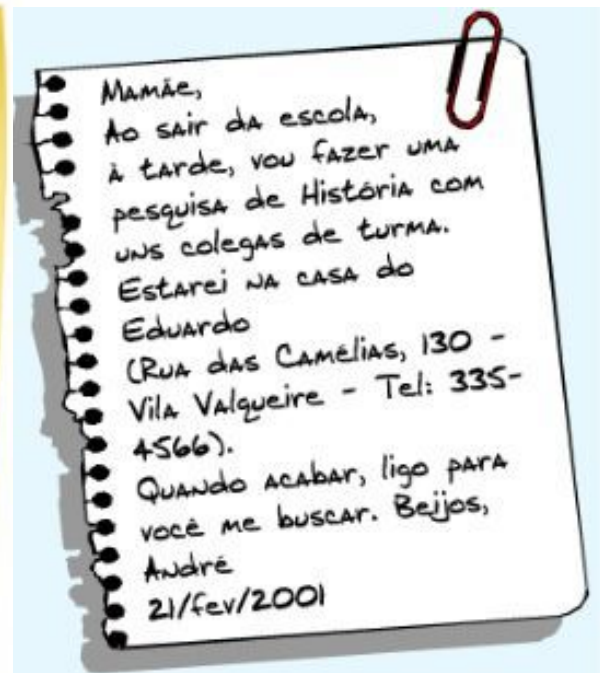 Mamãe,
Ao sair da escola,
à tarde, vou fazer uma
pesquisa de História com
uns colegas de turma.
Estarei na casa do
Eduardo
(Rua das Camélias, 130 -
Vila Valqueire - Tel: 335-
4566).
Quando acabar, ligo para
você me buscar. Beijos,
André
21/fev/2001